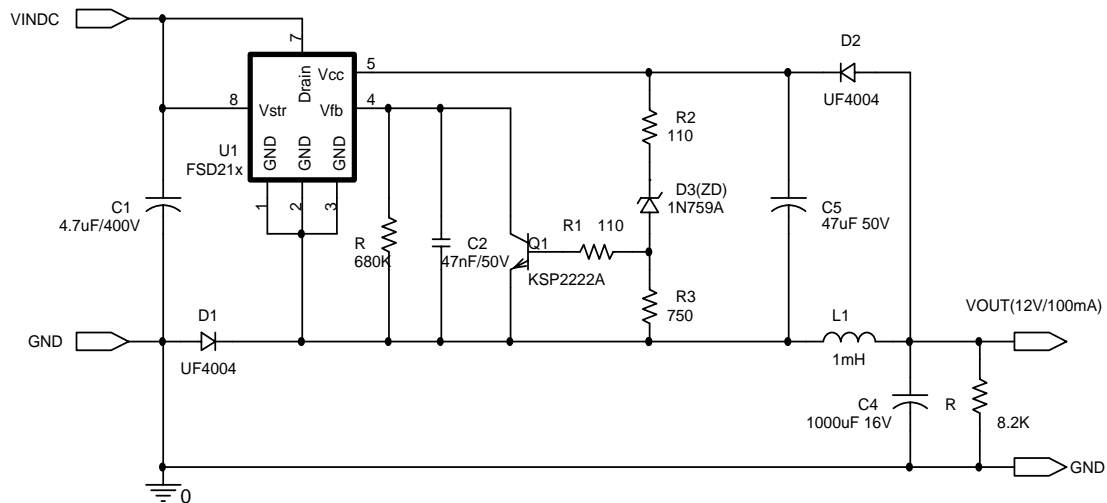 VINDC
7
Drain
Vcc
5
8
Vstr
Vfb
4
GND
GND
GND
U1
FSD21x
1
2
3
C1
4.7uF/400V
R
680K
C2
47nF/50V
Q1
KSP2222A
R1
110
R2
110
D3(ZD)
1N759A
R3
750
D2
UF4004
C5
47uF 50V
GND
D1
UF4004
L1
1mH
VOUT(12V/100mA)
C4
1000uF 16V
R
8.2K
GND
0